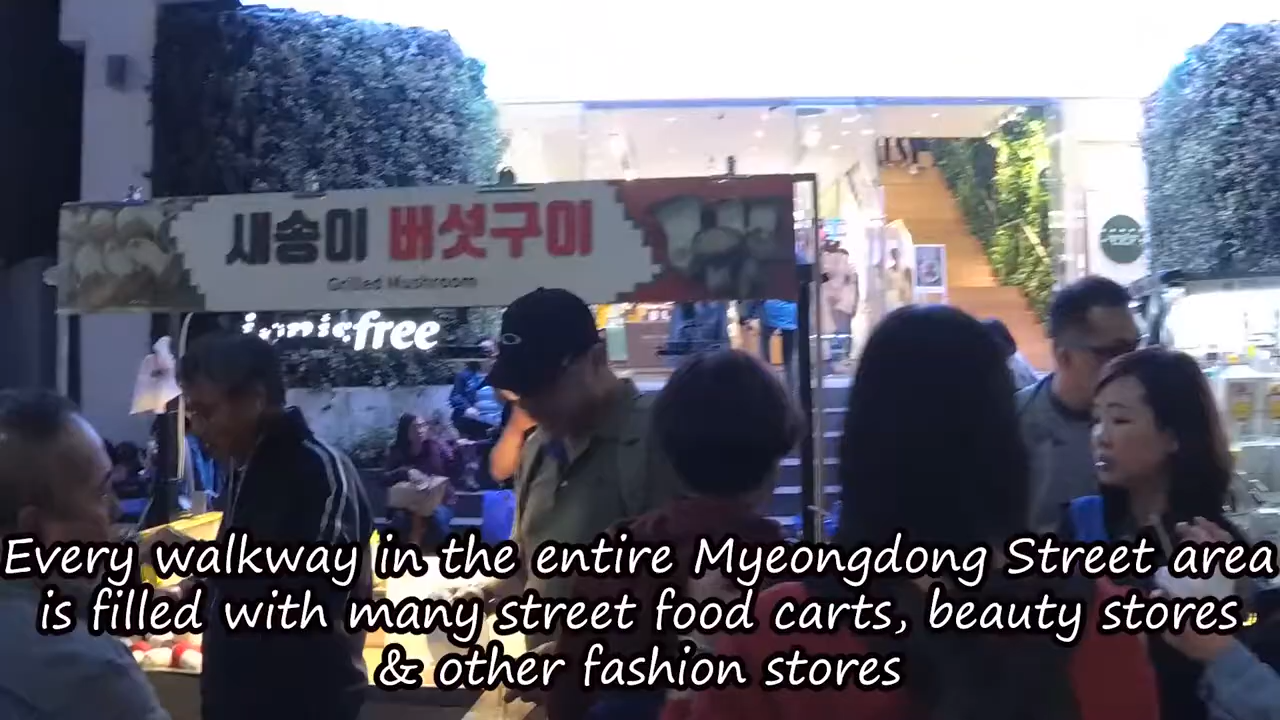 새송이 버섯구이
Grilled Mushroom
innisfree
Every walkway in the entire Myeongdong Street area
is filled with many street food carts, beauty stores
& other fashion stores